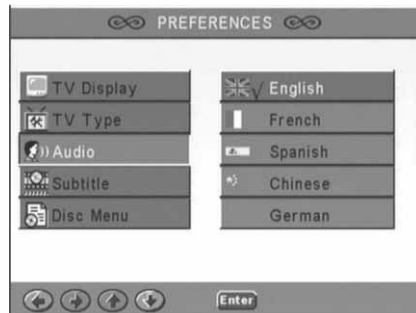 PREFERENCES
TV Display
TV Type
Audio
Subtitle
Disc Menu
English
French
Spanish
Chinese
German
Enter